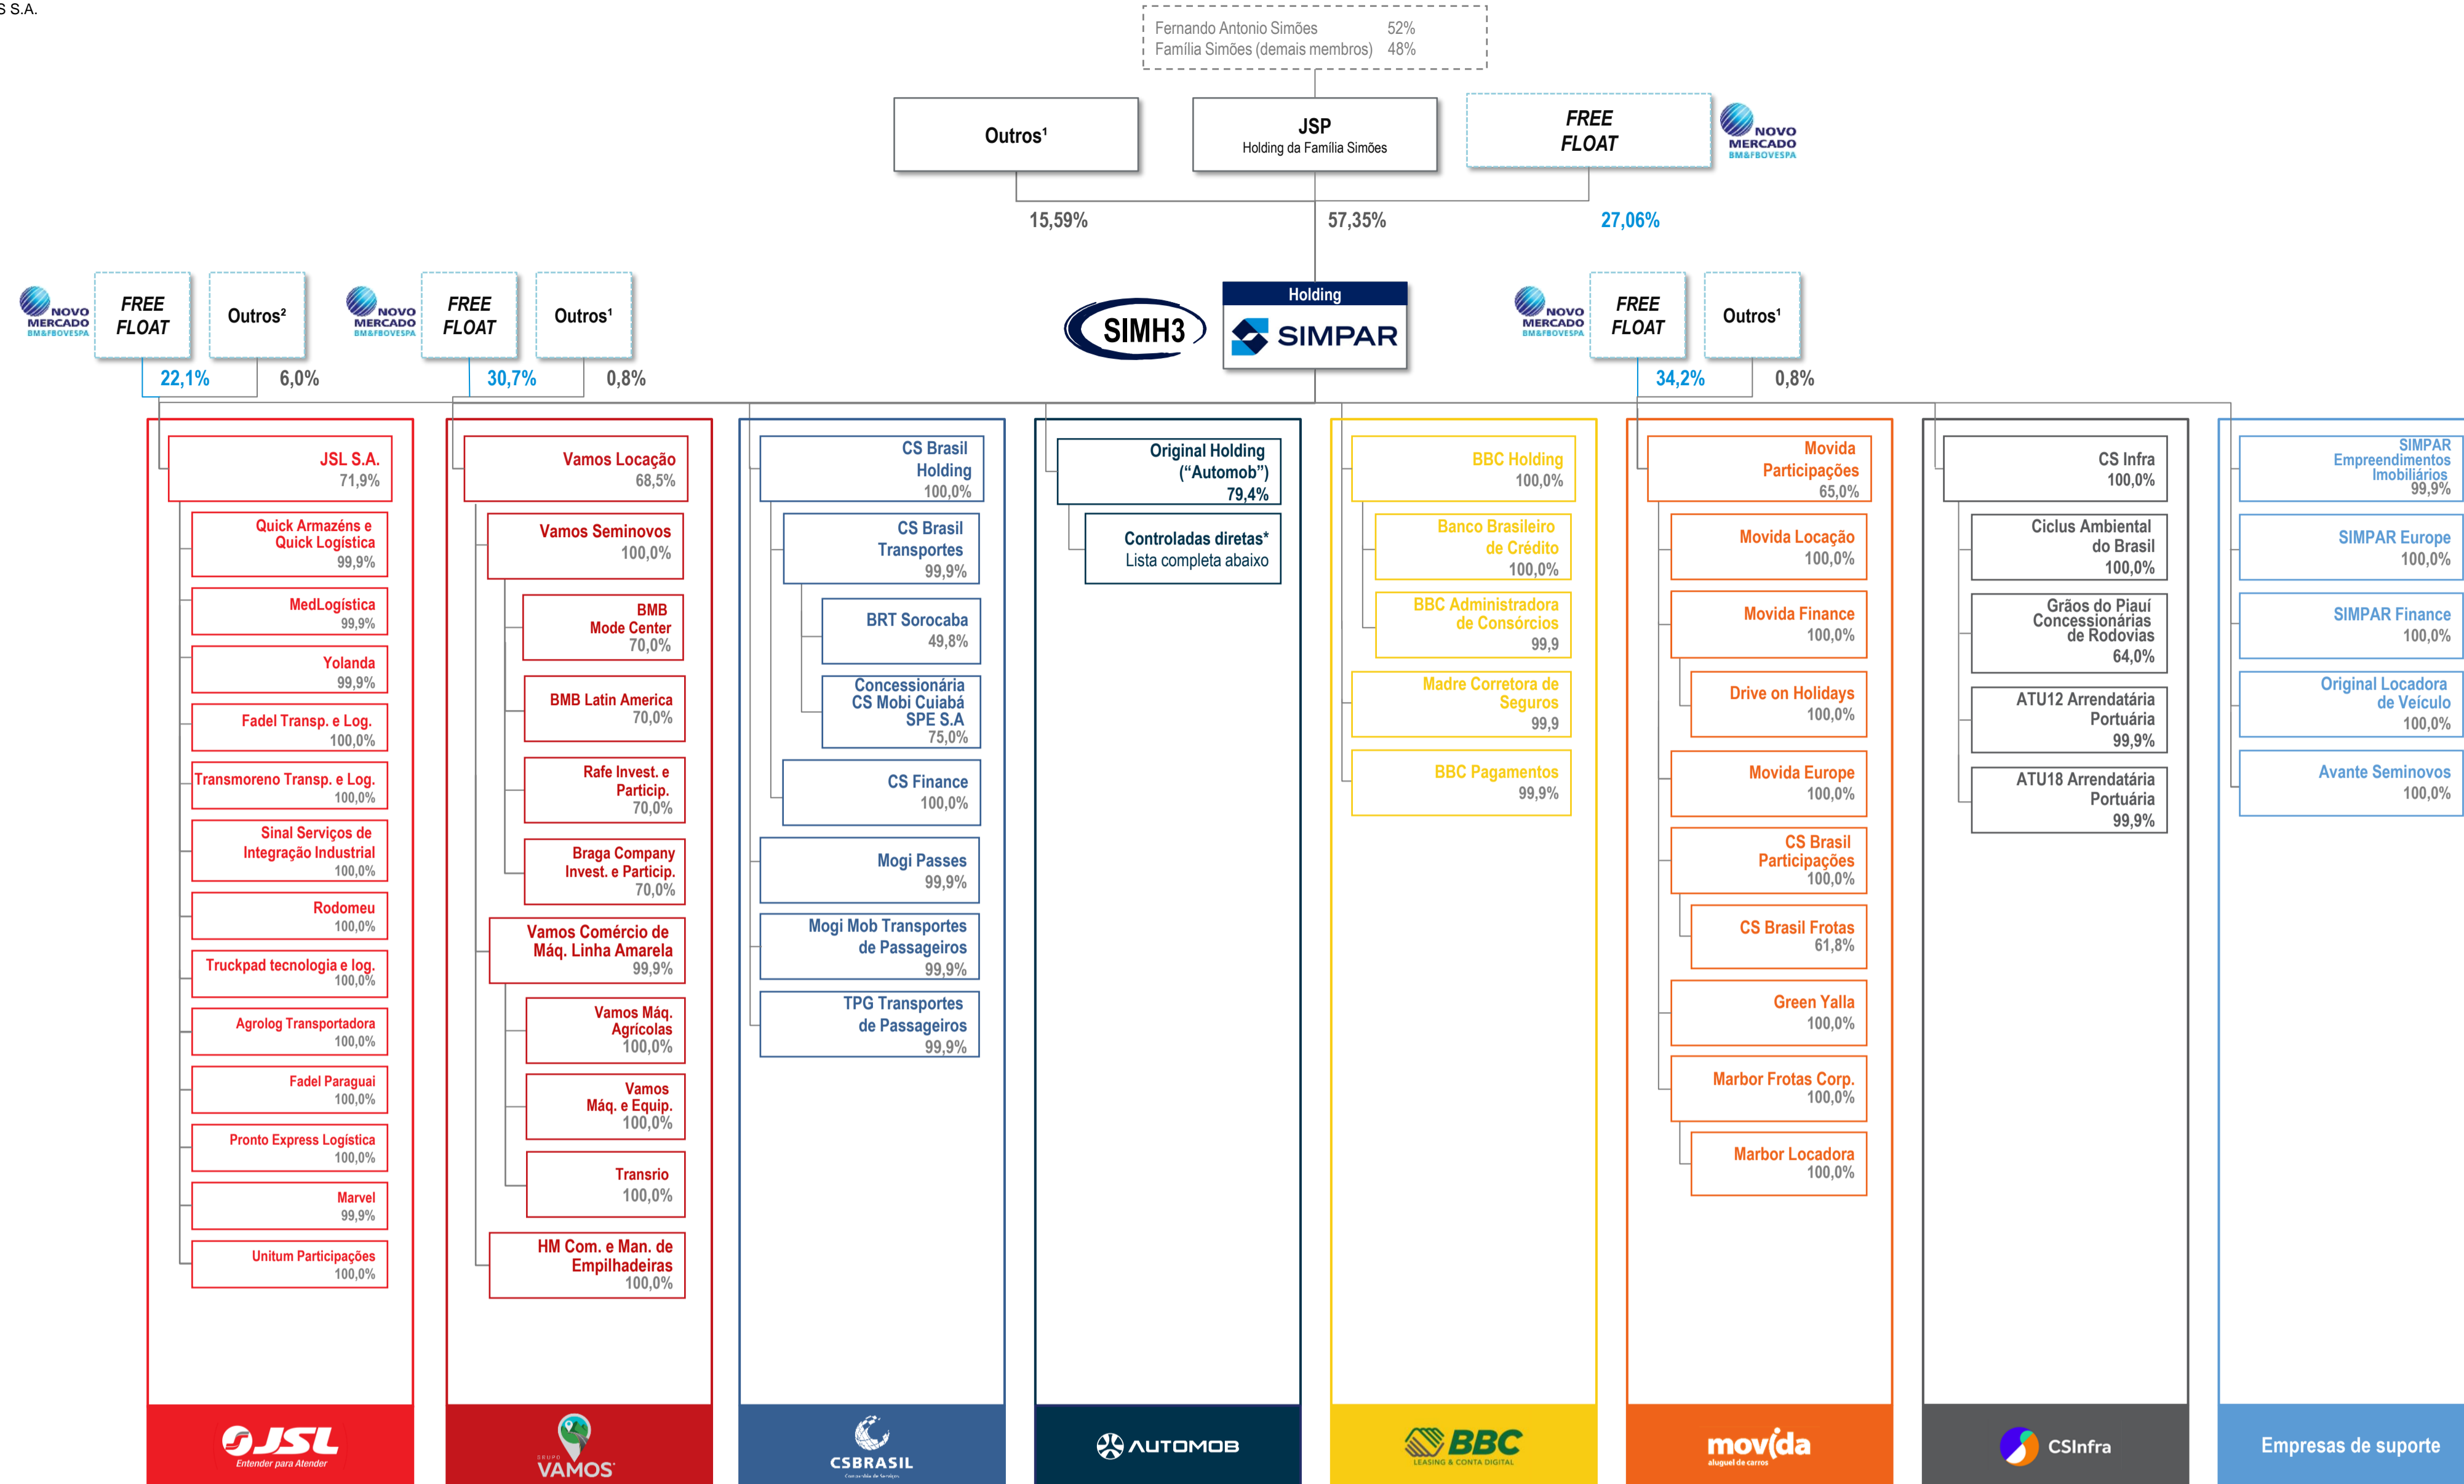 S S.A.
Fernando Antonio Simões 52%
Família Simões (demais membros) 48%
Outros¹
JSP
Holding da Família Simões
FREE
FLOAT
NOVO
MERCADO
BM&FBOVESPA
15,59%
57,35%
27,06%
NOVO
MERCADO
BM&FBOVESPA
FREE
FLOAT
Outros²
22,1%
6,0%
NOVO
MERCADO
BM&FBOVESPA
FREE
FLOAT
Outros¹
30,7%
0,8%
SIMH3
Holding
SIMPAR
NOVO
MERCADO
BM&FBOVESPA
FREE
FLOAT
Outros¹
34,2%
0,8%
JSL S.A.
71,9%
Quick Armazéns e
Quick Logística
99,9%
MedLogística
99,9%
Yolanda
99,9%
Fadel Transp. e Log.
100,0%
Transmoreno Transp. e Log.
100,0%
Sinal Serviços de
Integração Industrial
100,0%
Rodomeu
100,0%
Truckpad tecnologia e log.
100,0%
Agrolog Transportadora
100,0%
Fadel Paraguai
100,0%
Pronto Express Logística
100,0%
Marvel
99,9%
Unitum Participações
100,0%
JSL
Entender para Atender
Vamos Locação
68,5%
Vamos Seminovos
100,0%
BMB
Mode Center
70,0%
BMB Latin America
70,0%
Rafe Invest. e
Particip.
70,0%
Braga Company
Invest. e Particip.
70,0%
Vamos Comércio de
Máq. Linha Amarela
99,9%
Vamos Máq.
Agrícolas
100,0%
Vamos
Máq. e Equip.
100,0%
Transrio
100,0%
HM Com. e Man. de
Empilhadeiras
100,0%
GRUPO
VAMOS
CS Brasil
Holding
100,0%
CS Brasil
Transportes
99,9%
BRT Sorocaba
49,8%
Concessionária
CS Mobi Cuiabá
SPE S.A
75,0%
CS Finance
100,0%
Mogi Passes
99,9%
Mogi Mob Transportes
de Passageiros
99,9%
TPG Transportes
de Passageiros
99,9%
CSBRASIL
Original Holding
(“Automob”)
79,4%
Controladas diretas*
Lista completa abaixo
AUTOMOB
BBC Holding
100,0%
Banco Brasileiro
de Crédito
100,0%
BBC Administradora
de Consórcios
99,9
Madre Corretora de
Seguros
99,9
BBC Pagamentos
99,9%
BBC
LEASING & CONTA DIGITAL
Movida
Participações
65,0%
Movida Locação
100,0%
Movida Finance
100,0%
Drive on Holidays
100,0%
Movida Europe
100,0%
CS Brasil
Participações
100,0%
CS Brasil Frotas
61,8%
Green Yalla
100,0%
Marbor Frotas Corp.
100,0%
Marbor Locadora
100,0%
movida
aluguel de carros
CS Infra
100,0%
Ciclus Ambiental
do Brasil
100,0%
Grãos do Piauí
Concessionárias
de Rodovias
64,0%
ATU12 Arrendatária
Portuária
99,9%
ATU18 Arrendatária
Portuária
99,9%
CSInfra
SIMPAR
Empreendimentos
Imobiliários
99,9%
SIMPAR Europe
100,0%
SIMPAR Finance
100,0%
Original Locadora
de Veículo
100,0%
Avante Seminovos
100,0%
Empresas de suporte